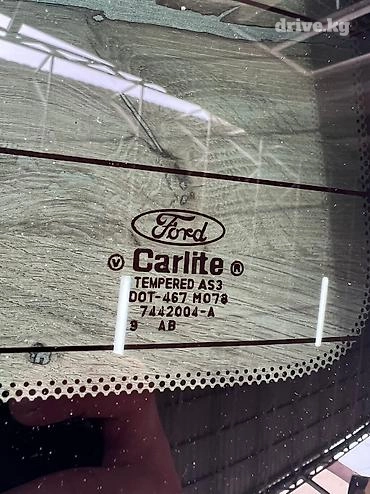 drive.kg
Ford
V Carlite ®
TEMPERED AS3
DOT-467 M078
7442004-A
9 AB